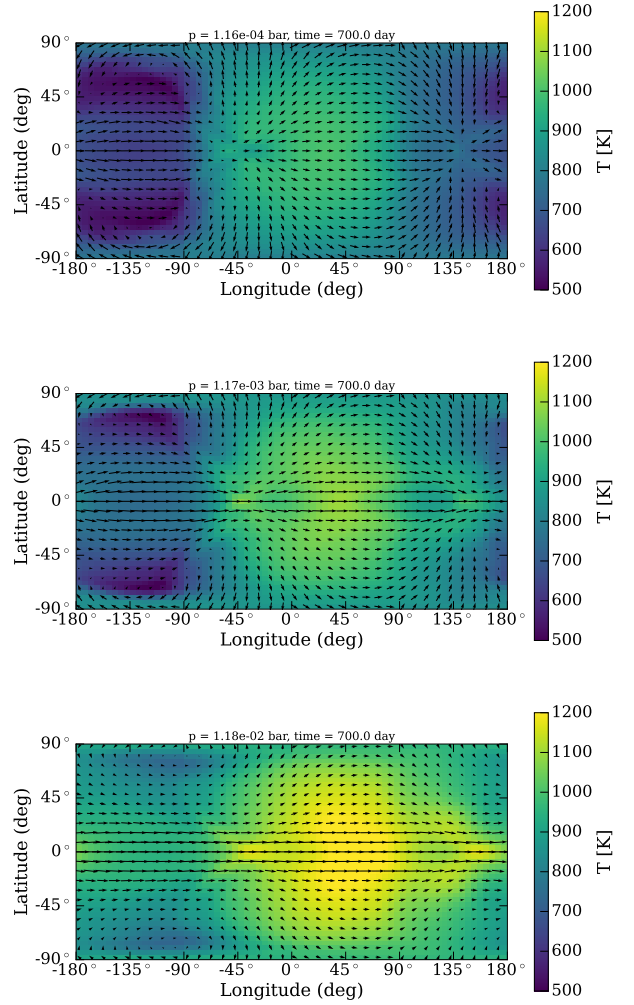 p = 1.16e-04 bar, time = 700.0 day
90°
45°
0°
-45°
-90°
Latitude (deg)
-180° -135° -90° -45° 0° 45° 90° 135° 180°
Longitude (deg)
1200
1100
1000
900
800
700
600
500
T [K]
p = 1.17e-03 bar, time = 700.0 day
90°
45°
0°
-45°
-90°
Latitude (deg)
-180° -135° -90° -45° 0° 45° 90° 135° 180°
Longitude (deg)
1200
1100
1000
900
800
700
600
500
T [K]
p = 1.18e-02 bar, time = 700.0 day
90°
45°
0°
-45°
-90°
Latitude (deg)
-180° -135° -90° -45° 0° 45° 90° 135° 180°
Longitude (deg)
1200
1100
1000
900
800
700
600
500
T [K]